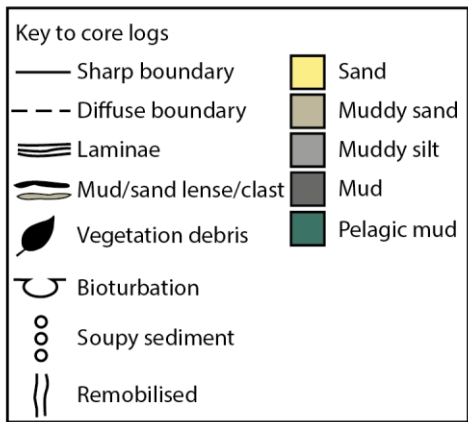 Key to core logs
Sharp boundary
Diffuse boundary
Laminae
Mud/sand lense/clast
Vegetation debris
Bioturbation
Soupy sediment
Remobilised
Sand
Muddy sand
Muddy silt
Mud
Pelagic mud